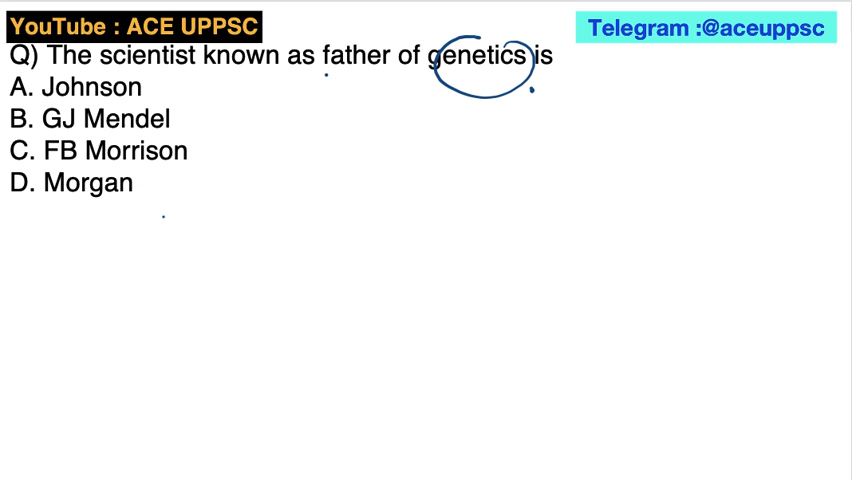 YouTube : ACE UPPSC
Telegram :@aceuppsc
Q) The scientist known as father of genetics is
A. Johnson
B. GJ Mendel
C. FB Morrison
D. Morgan